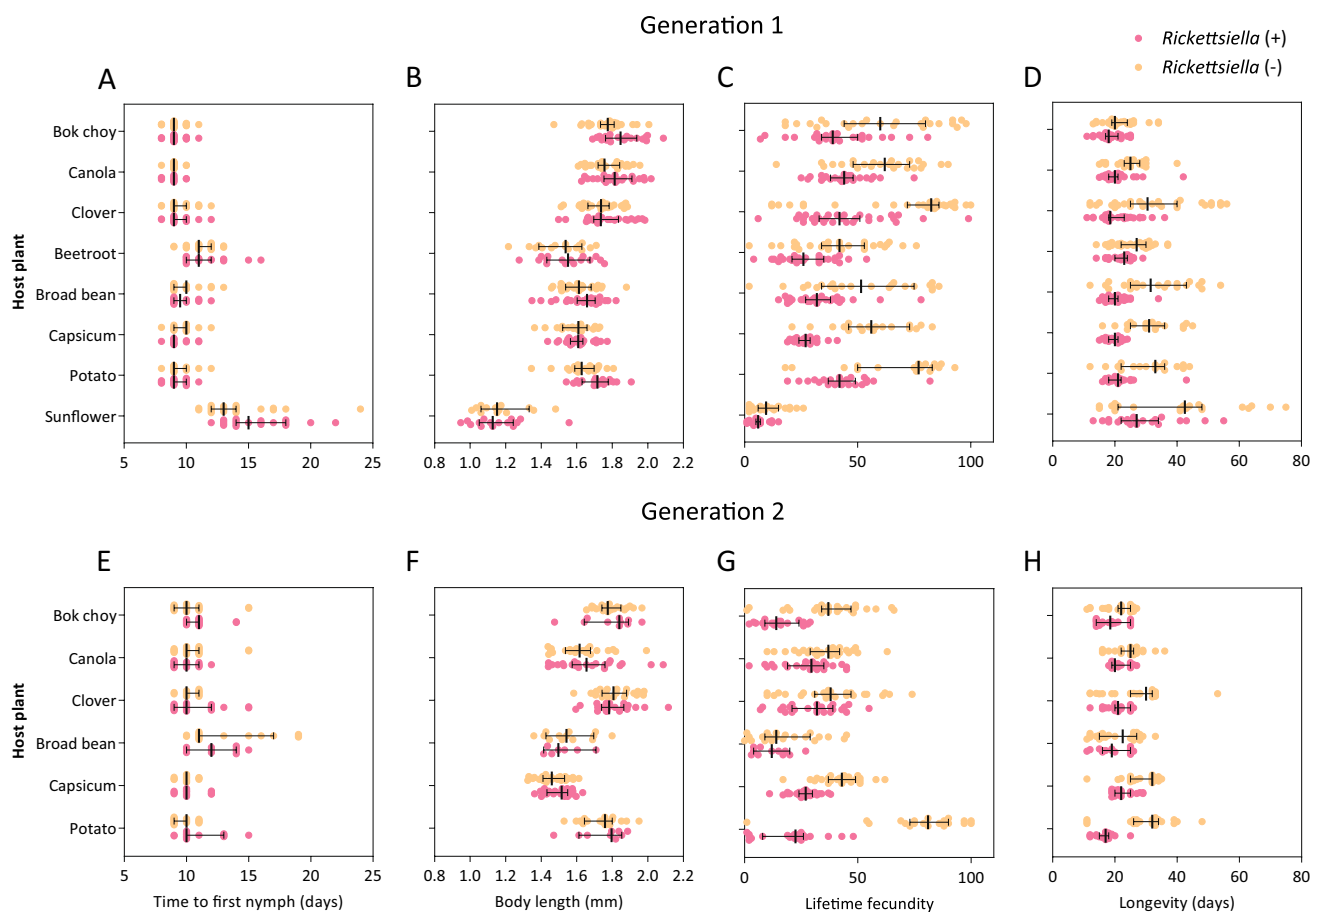 Generation 1
Rickettsiella (+)
Rickettsiella (-)
A B C D
Host plant
Bok choy
Canola
Clover
Beetroot
Broad bean
Capsicum
Potato
Sunflower
5 10 15 20 25
0.8 1.0 1.2 1.4 1.6 1.8 2.0 2.2
0 50 100
0 20 40 60 80
Generation 2
E F G H
Host plant
Bok choy
Canola
Clover
Broad bean
Capsicum
Potato
5 10 15 20 25
0.8 1.0 1.2 1.4 1.6 1.8 2.0 2.2
0 50 100
0 20 40 60 80
Time to first nymph (days)
Body length (mm)
Lifetime fecundity
Longevity (days)